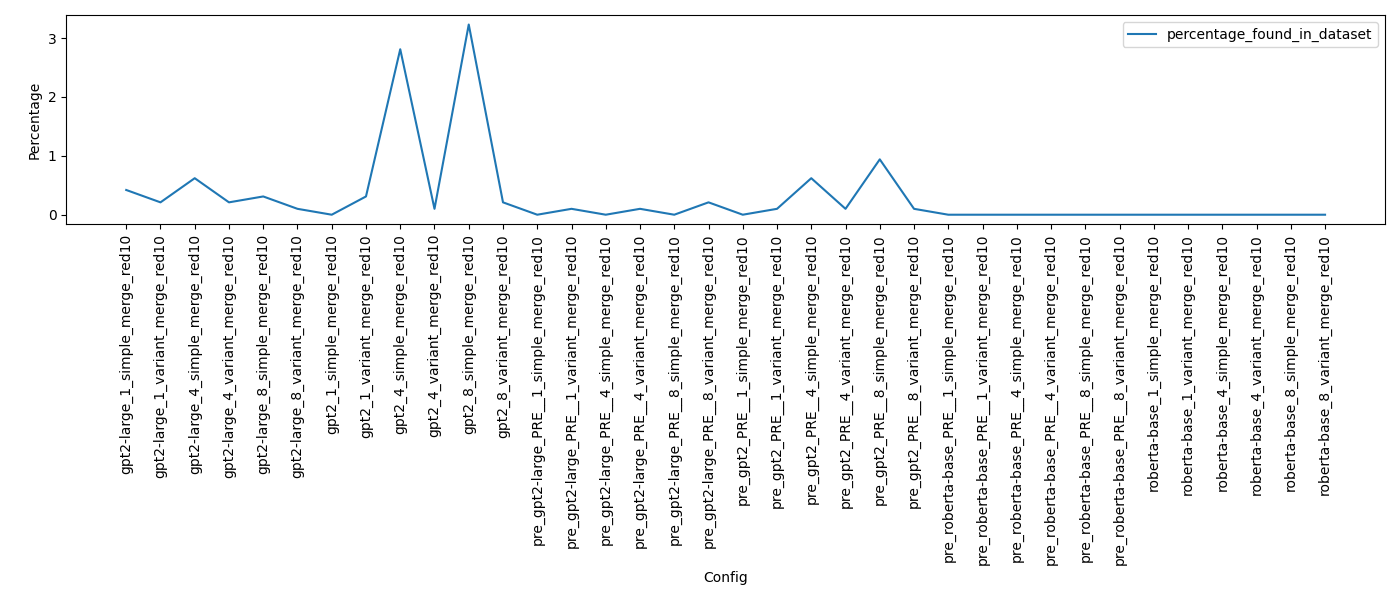 percentage_found_in_dataset
Percentage
3
2
1
0
gpt2-large_1_simple_merge_red10
gpt2-large_1_variant_merge_red10
gpt2-large_4_simple_merge_red10
gpt2-large_4_variant_merge_red10
gpt2-large_8_simple_merge_red10
gpt2-large_8_variant_merge_red10
gpt2_1_simple_merge_red10
gpt2_1_variant_merge_red10
gpt2_4_simple_merge_red10
gpt2_4_variant_merge_red10
gpt2_8_simple_merge_red10
gpt2_8_variant_merge_red10
pre_gpt2-large_PRE__1_simple_merge_red10
pre_gpt2-large_PRE__1_variant_merge_red10
pre_gpt2-large_PRE__4_simple_merge_red10
pre_gpt2-large_PRE__4_variant_merge_red10
pre_gpt2-large_PRE__8_simple_merge_red10
pre_gpt2-large_PRE__8_variant_merge_red10
pre_gpt2_PRE__1_simple_merge_red10
pre_gpt2_PRE__1_variant_merge_red10
pre_gpt2_PRE__4_simple_merge_red10
pre_gpt2_PRE__4_variant_merge_red10
pre_gpt2_PRE__8_simple_merge_red10
pre_gpt2_PRE__8_variant_merge_red10
pre_roberta-base_PRE__1_simple_merge_red10
pre_roberta-base_PRE__1_variant_merge_red10
pre_roberta-base_PRE__4_simple_merge_red10
pre_roberta-base_PRE__4_variant_merge_red10
pre_roberta-base_PRE__8_simple_merge_red10
pre_roberta-base_PRE__8_variant_merge_red10
roberta-base_1_simple_merge_red10
roberta-base_1_variant_merge_red10
roberta-base_4_simple_merge_red10
roberta-base_4_variant_merge_red10
roberta-base_8_simple_merge_red10
roberta-base_8_variant_merge_red10
Config